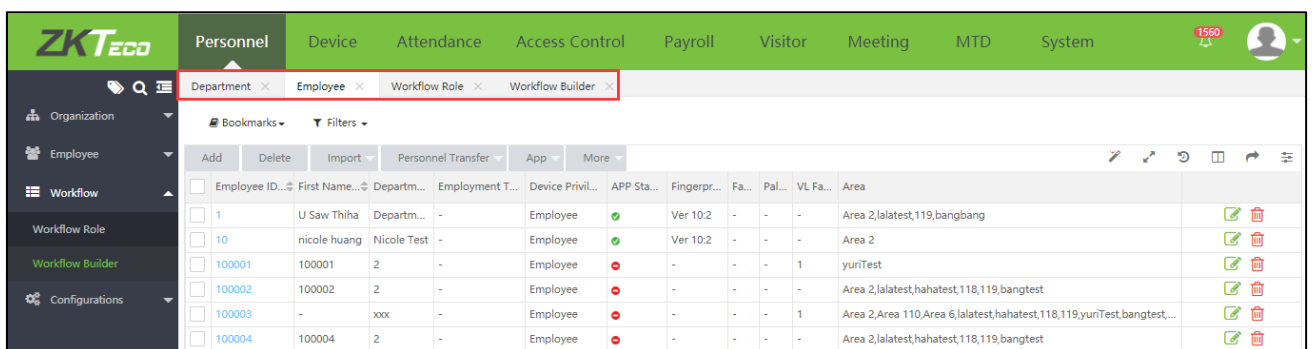 ZKTECO Personnel Device Attendance Access Control Payroll Visitor Meeting MTD System 1560
Department × Employee × Workflow Role × Workflow Builder ×
Organization
Bookmarks Filters
Employee
Add Delete Import Personnel Transfer App More
Workflow
Employee ID... First Name... Departm... Employment T... Device Privil... APP Sta... Fingerpr... Fa... Pal... VL Fa... Area
1 U Saw Thiha Departm... - Employee Ver 10:2 - - - Area 2,lalatest,119,bangbang
Workflow Role
10 nicole huang Nicole Test - Employee Ver 10:2 - - - Area 2
Workflow Builder
100001 100001 2 - Employee - - - 1 yuriTest
100002 100002 2 - Employee - - - - Area 2,lalatest,hahatest,118,119,bangtest
Configurations
100003 - xxx - Employee - - - 1 Area 2,Area 110,Area 6,lalatest,hahatest,118,119,yuriTest,bangtest,...
100004 100004 2 - Employee - - - - Area 2,lalatest,hahatest,118,119,bangtest